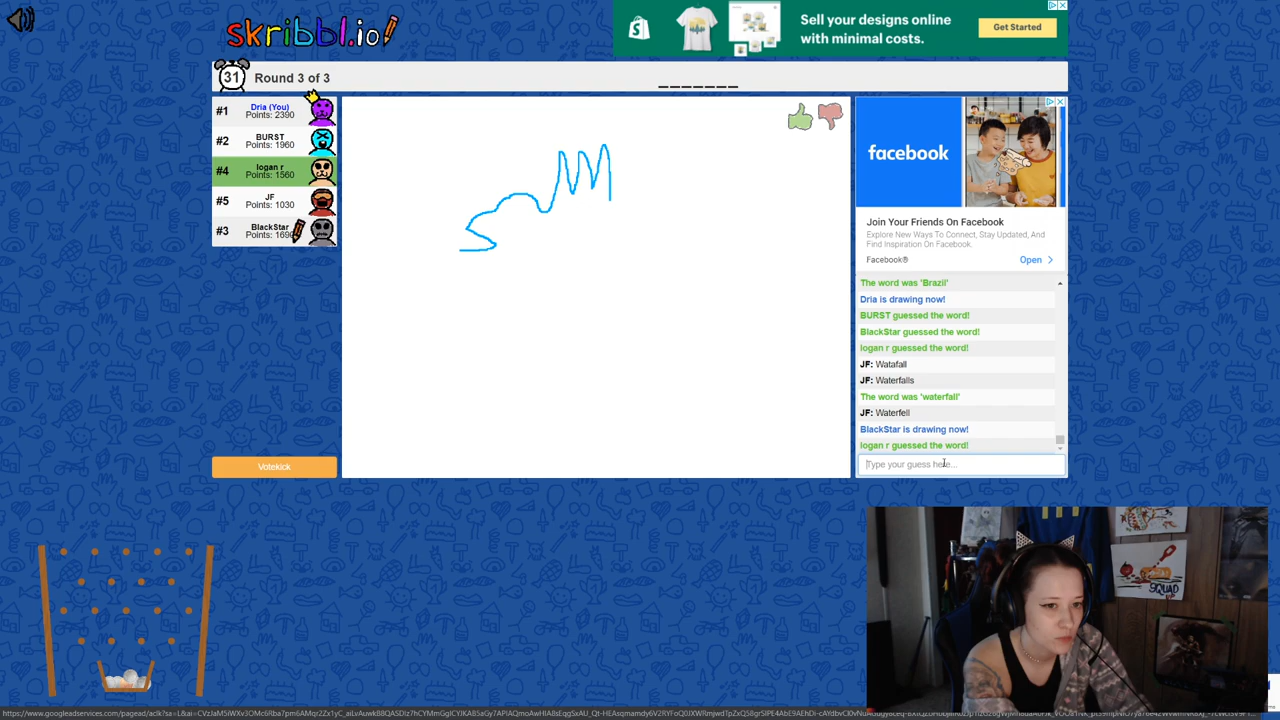 skribbl.io
Sell your designs online
with minimal costs.
Get Started
31
Round 3 of 3
_ _ _ _ _ _ _
#1
Dria (You)
Points: 2390
#2
BURST
Points: 1960
#4
logan r
Points: 1560
#5
JF
Points: 1030
#3
BlackStar
Points: 1690
Votekick
facebook
Join Your Friends On Facebook
Explore New Ways To Connect, Stay Updated, And
Find Inspiration On Facebook.
Facebook®
Open
The word was 'Brazil'
Dria is drawing now!
BURST guessed the word!
BlackStar guessed the word!
logan r guessed the word!
JF: Watafall
JF: Waterfalls
The word was 'waterfall'
JF: Waterfell
BlackStar is drawing now!
logan r guessed the word!
Type your guess here...
SQUAD